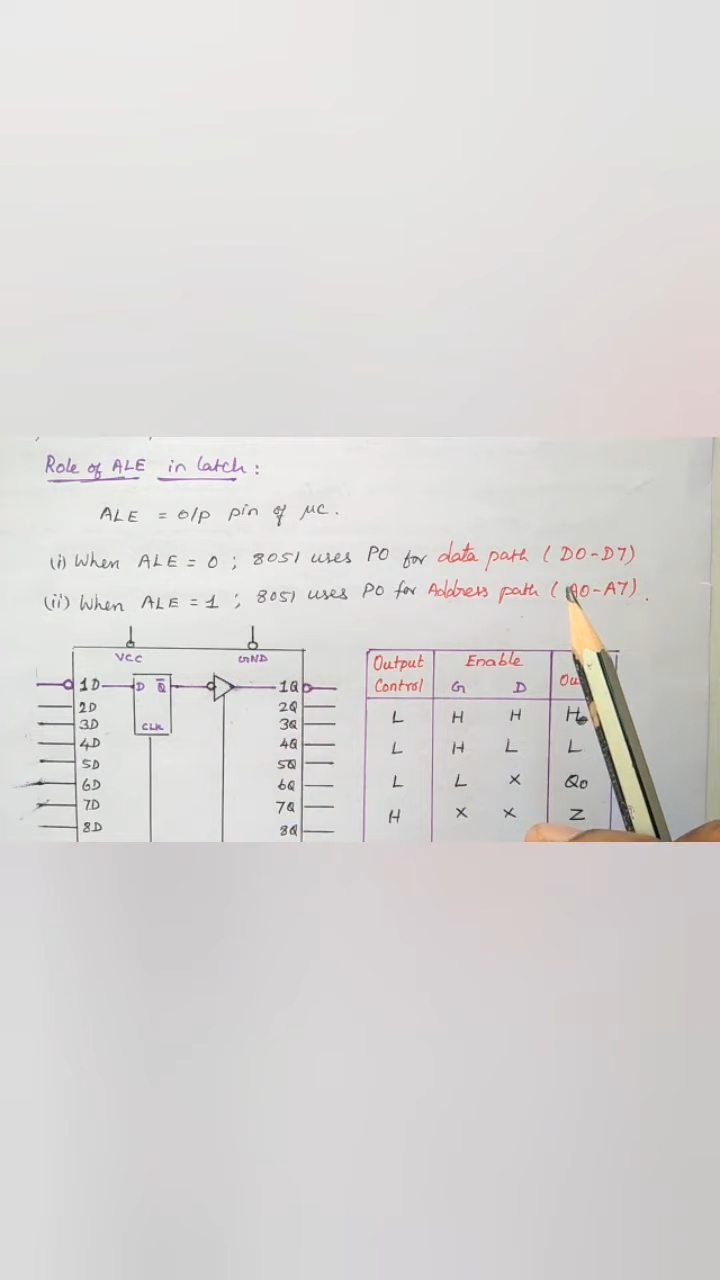 Role of ALE in latch :
ALE = O/P pin of μC.
(i) When ALE = 0 ; 8051 uses P0 for data path ( D0-D7)
(ii) When ALE = 1 ; 8051 uses P0 for Address path ( A0-A7) .
VCC GND
1D D Q̅ 1Q
2D 2Q
3D CLK 3Q
4D 4Q
5D 5Q
6D 6Q
7D 7Q
8D 8Q
Output Control Enable
G D
L H H H
L H L L
L L X Q0
H X X Z